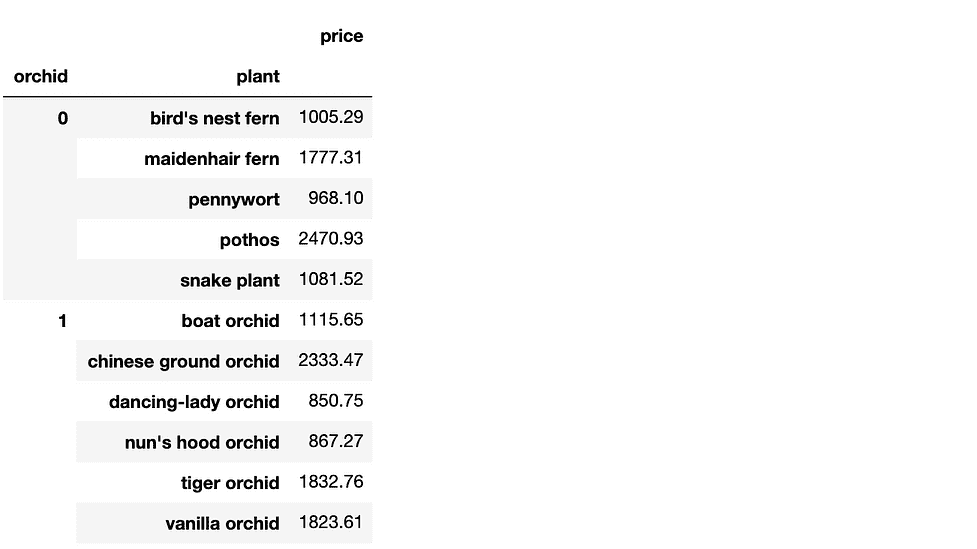 price
orchid plant
0 bird's nest fern 1005.29
maidenhair fern 1777.31
pennywort 968.10
pothos 2470.93
snake plant 1081.52
1 boat orchid 1115.65
chinese ground orchid 2333.47
dancing-lady orchid 850.75
nun's hood orchid 867.27
tiger orchid 1832.76
vanilla orchid 1823.61